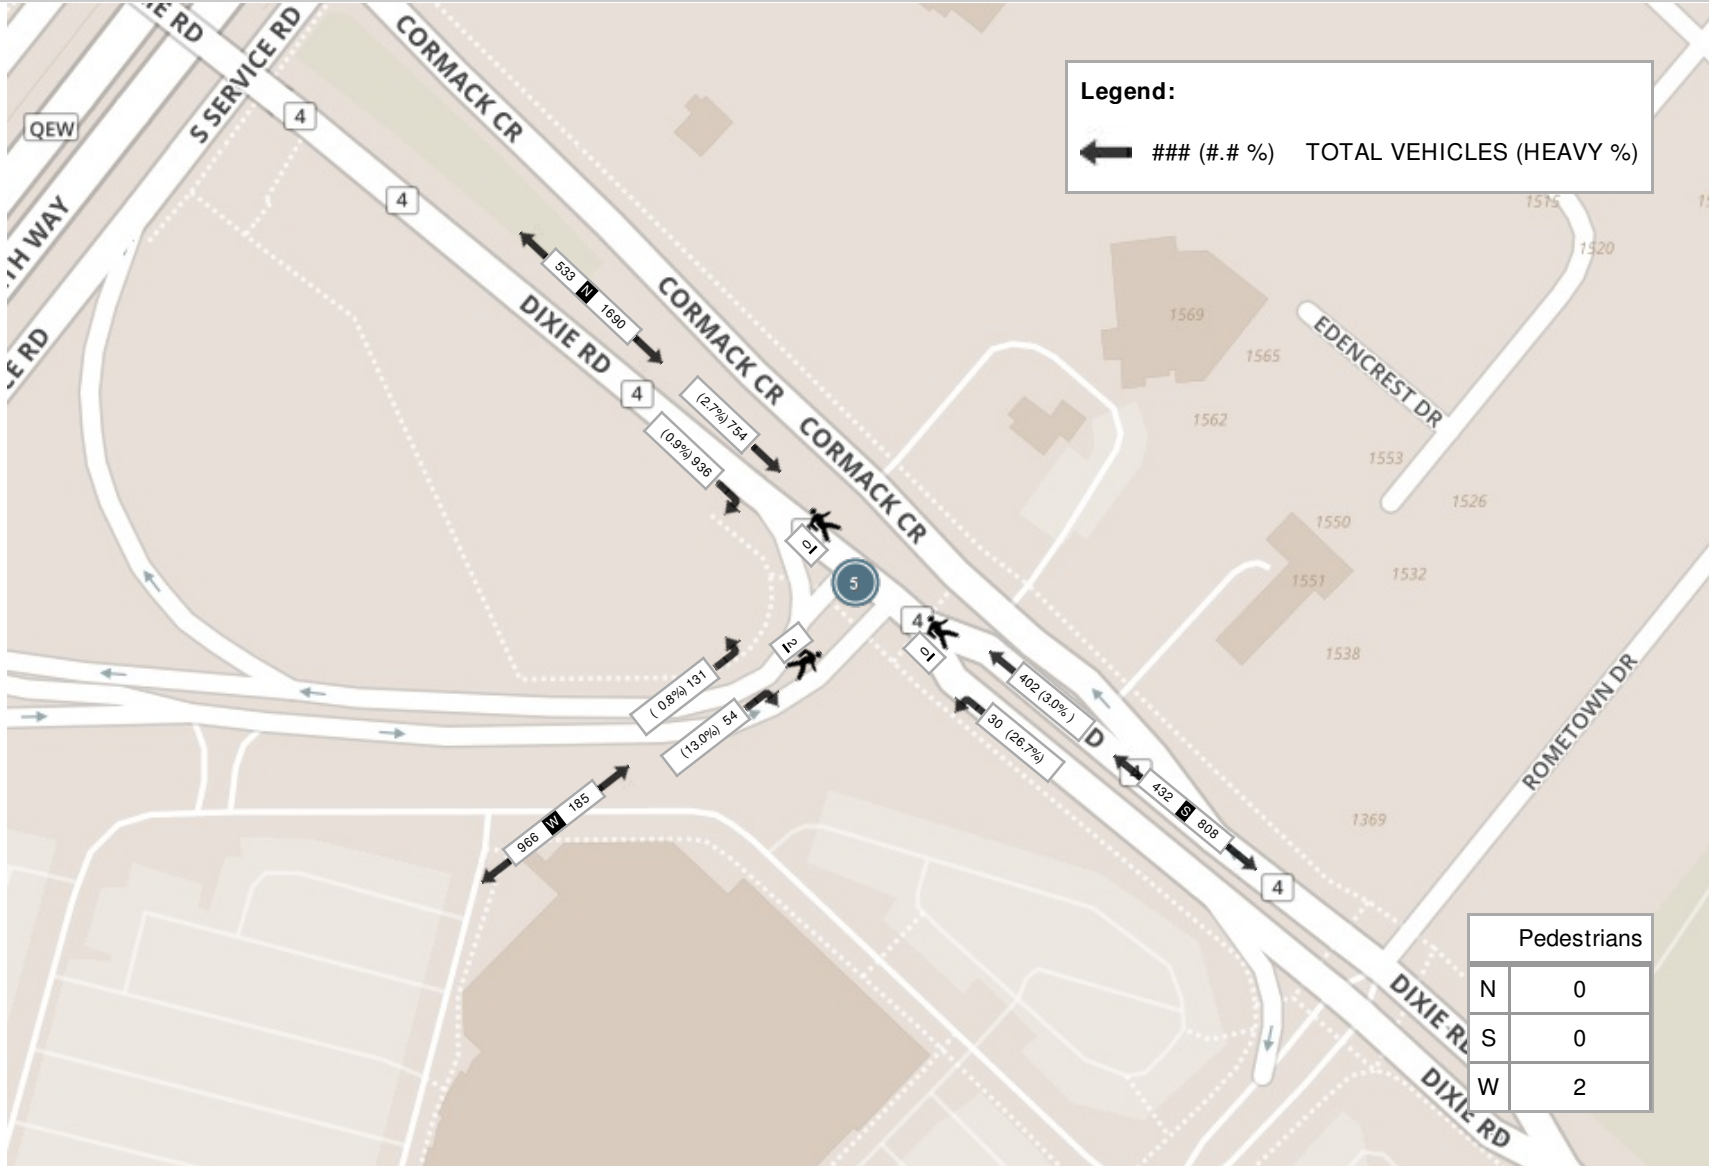 IE RD
S SERVICE RD
CORMACK CR
QEW
4
4
TH WAY
CE RD
Legend:
### (#.# %) TOTAL VEHICLES (HEAVY %)
1515
1520
533 N 1690
DIXIE RD
CORMACK CR
4
(2.7%) 754
(0.9%) 936
CORMACK CR
1569
1565
1562
EDENCREST DR
1553
1526
1550
1532
1551
1538
0
5
4
0
2
( 0.8%) 131
(13.0%) 54
402 (3.0% )
30 (26.7%)
D
966 W 185
432 S 808
4
1369
ROMETOWN DR
DIXIE RD
DIXIE RD
Pedestrians
N 0
S 0
W 2